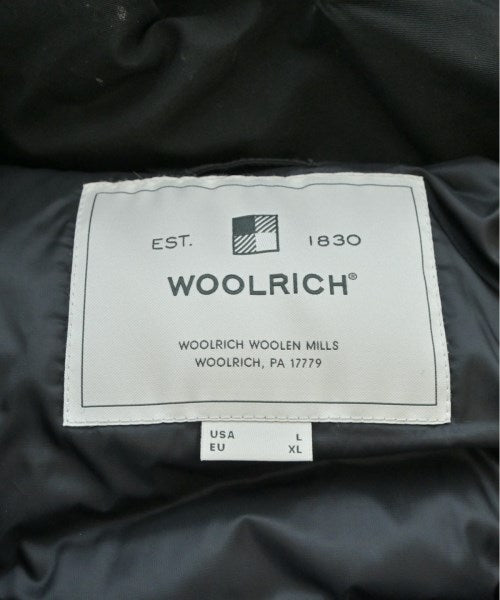 EST. 1830
WOOLRICH®
WOOLRICH WOOLEN MILLS
WOOLRICH, PA 17779
USA L
EU XL